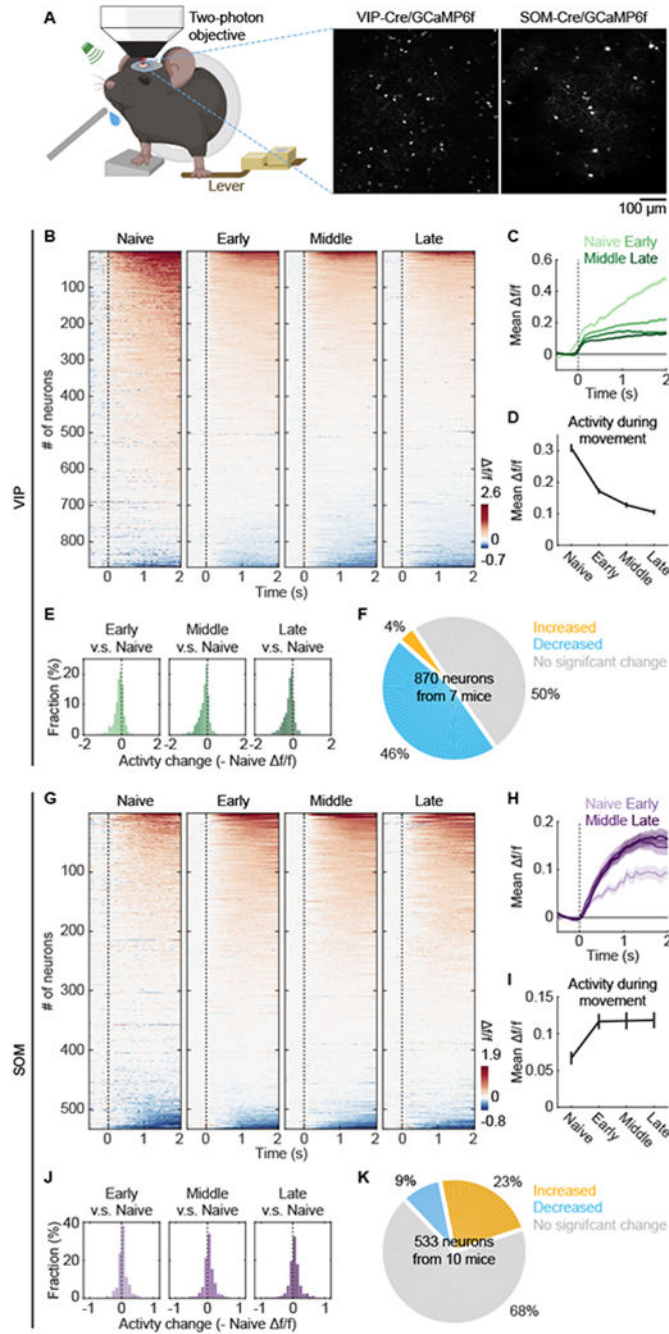 A
Two-photon
objective
Lever
VIP-Cre/GCaMP6f
SOM-Cre/GCaMP6f
100 µm
VIP
B
Naive
Early
Middle
Late
# of neurons
100
200
300
400
500
600
700
800
0 1 2
0 1 2
0 1 2
0 1 2
Time (s)
Δf/f
2.6
0
-0.7
C
Naive Early
Middle Late
Mean Δf/f
0.6
0.4
0.2
0
0 1 2
Time (s)
D
Activity during
movement
Mean Δf/f
0.3
0.2
0.1
0
Naive
Early
Middle
Late
E
Early
v.s. Naive
Middle
v.s. Naive
Late
v.s. Naive
Fraction (%)
20
10
0
-2 0 2
-2 0 2
-2 0 2
Activty change (- Naive Δf/f)
F
4%
Increased
Decreased
No signifcant change
870 neurons
from 7 mice
50%
46%
SOM
G
Naive
Early
Middle
Late
# of neurons
100
200
300
400
500
0 1 2
0 1 2
0 1 2
0 1 2
Time (s)
Δf/f
1.9
0
-0.8
H
Naive Early
Middle Late
Mean Δf/f
0.2
0.1
0
0 1 2
Time (s)
I
Activity during
movement
Mean Δf/f
0.15
0.1
0.05
0
Naive
Early
Middle
Late
J
Early
v.s. Naive
Middle
v.s. Naive
Late
v.s. Naive
Fraction (%)
40
20
0
-1 0 1
-1 0 1
-1 0 1
Activty change (- Naive Δf/f)
K
9%
23%
Increased
Decreased
No signifcant change
533 neurons
from 10 mice
68%